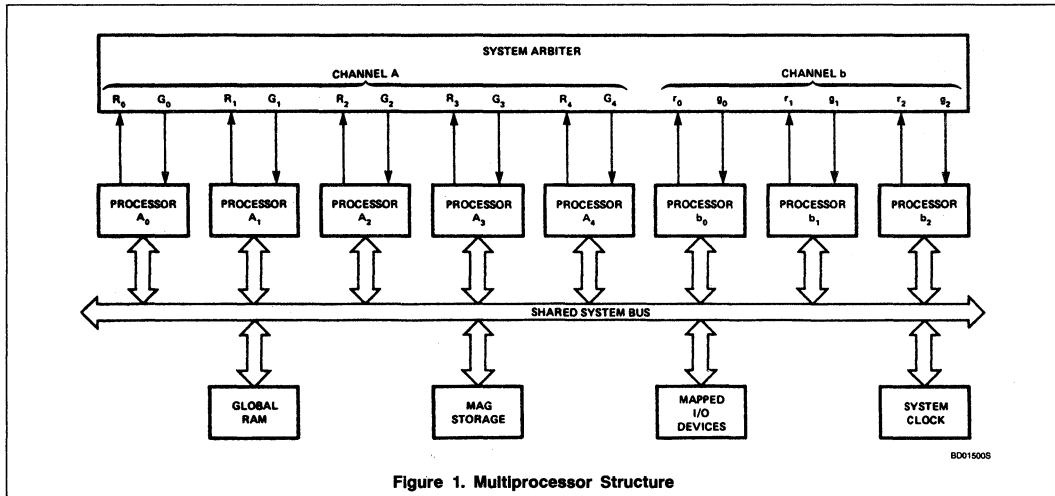 SYSTEM ARBITER
CHANNEL A
CHANNEL b
R₀ G₀ R₁ G₁ R₂ G₂ R₃ G₃ R₄ G₄ r₀ g₀ r₁ g₁ r₂ g₂
PROCESSOR
A₀
PROCESSOR
A₁
PROCESSOR
A₂
PROCESSOR
A₃
PROCESSOR
A₄
PROCESSOR
b₀
PROCESSOR
b₁
PROCESSOR
b₂
SHARED SYSTEM BUS
GLOBAL
RAM
MAG
STORAGE
MAPPED
I/O
DEVICES
SYSTEM
CLOCK
BD01500S
Figure 1. Multiprocessor Structure